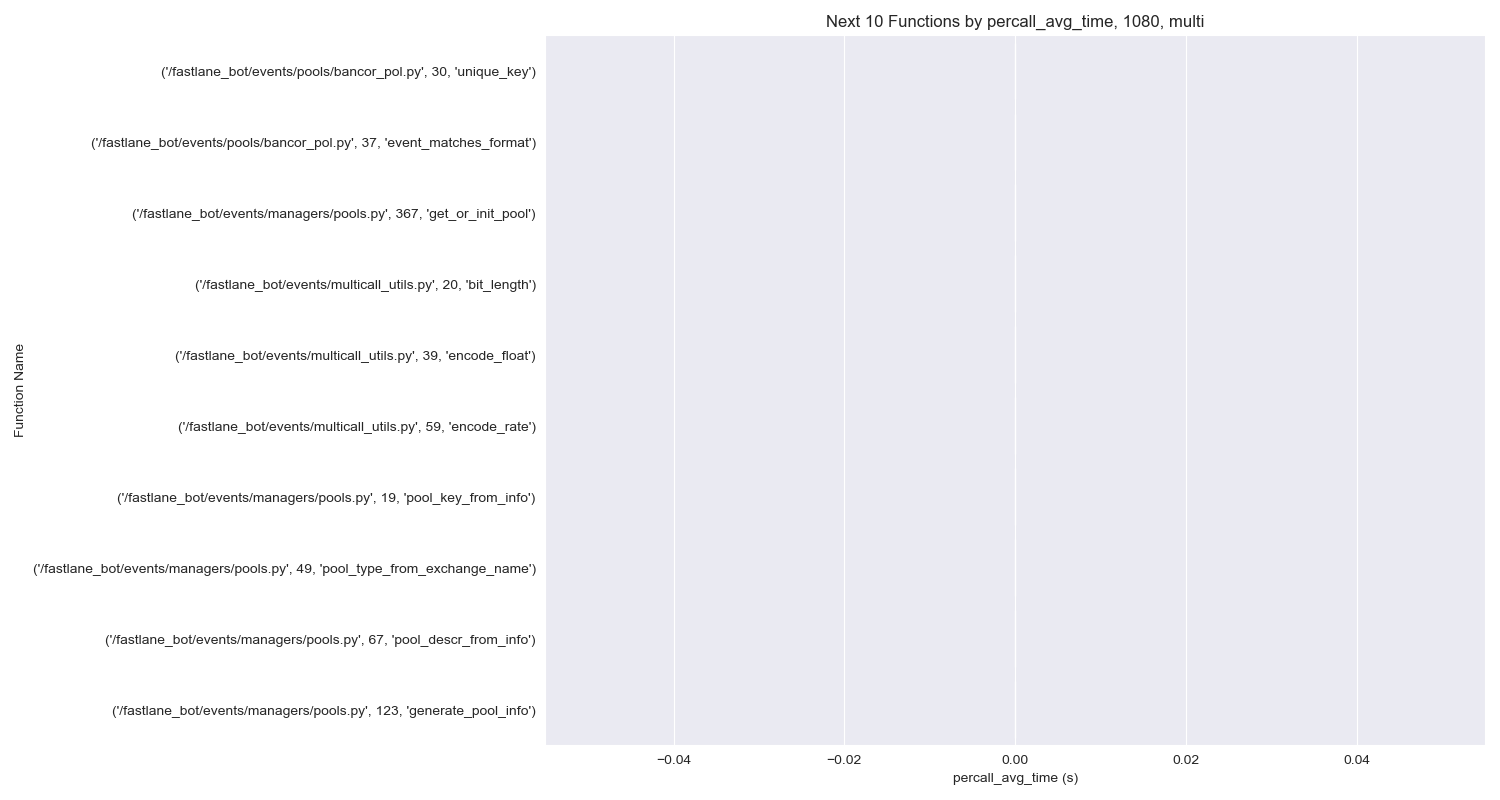 Next 10 Functions by percall_avg_time, 1080, multi
Function Name
('/fastlane_bot/events/pools/bancor_pol.py', 30, 'unique_key')
('/fastlane_bot/events/pools/bancor_pol.py', 37, 'event_matches_format')
('/fastlane_bot/events/managers/pools.py', 367, 'get_or_init_pool')
('/fastlane_bot/events/multicall_utils.py', 20, 'bit_length')
('/fastlane_bot/events/multicall_utils.py', 39, 'encode_float')
('/fastlane_bot/events/multicall_utils.py', 59, 'encode_rate')
('/fastlane_bot/events/managers/pools.py', 19, 'pool_key_from_info')
('/fastlane_bot/events/managers/pools.py', 49, 'pool_type_from_exchange_name')
('/fastlane_bot/events/managers/pools.py', 67, 'pool_descr_from_info')
('/fastlane_bot/events/managers/pools.py', 123, 'generate_pool_info')
−0.04 −0.02 0.00 0.02 0.04
percall_avg_time (s)